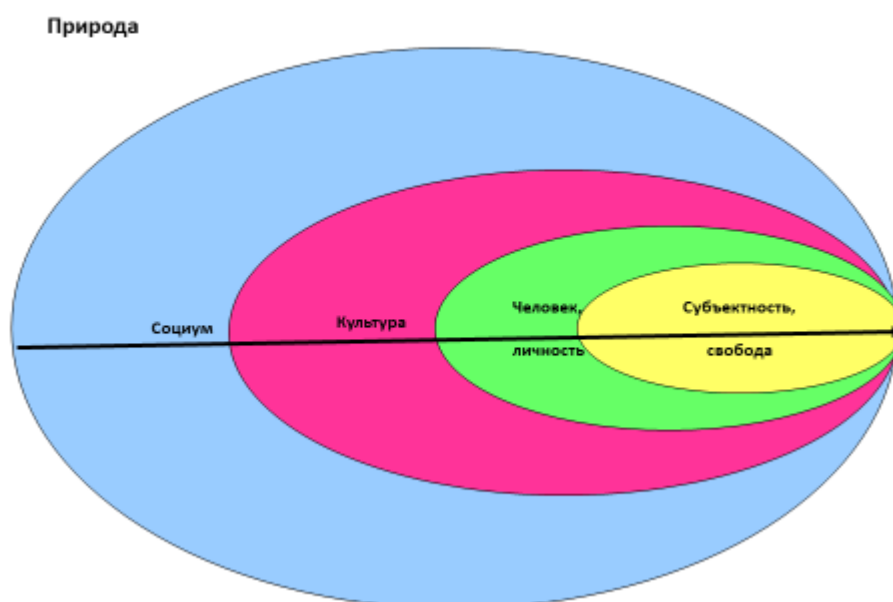 Природа
Социум
Культура
Человек,
личность
Субъектность,
свобода